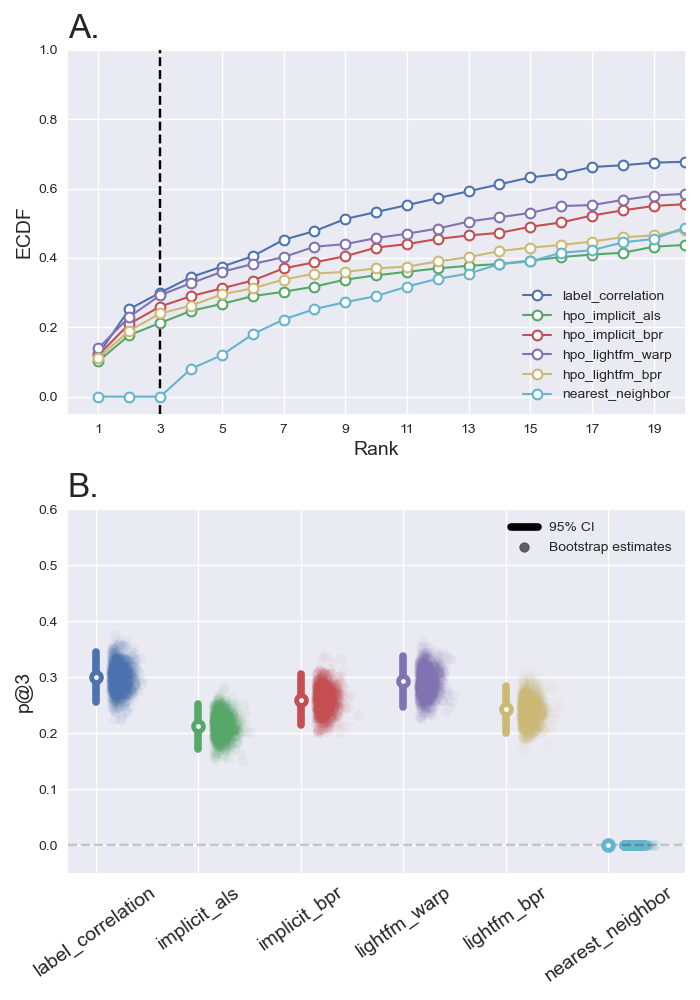 A.
1.0
0.8
0.6
0.4
0.2
0.0
ECDF
label_correlation
hpo_implicit_als
hpo_implicit_bpr
hpo_lightfm_warp
hpo_lightfm_bpr
nearest_neighbor
1 3 5 7 9 11 13 15 17 19
Rank
B.
0.6
0.5
0.4
0.3
0.2
0.1
0.0
p@3
95% CI
Bootstrap estimates
label_correlation
implicit_als
implicit_bpr
lightfm_warp
lightfm_bpr
nearest_neighbor